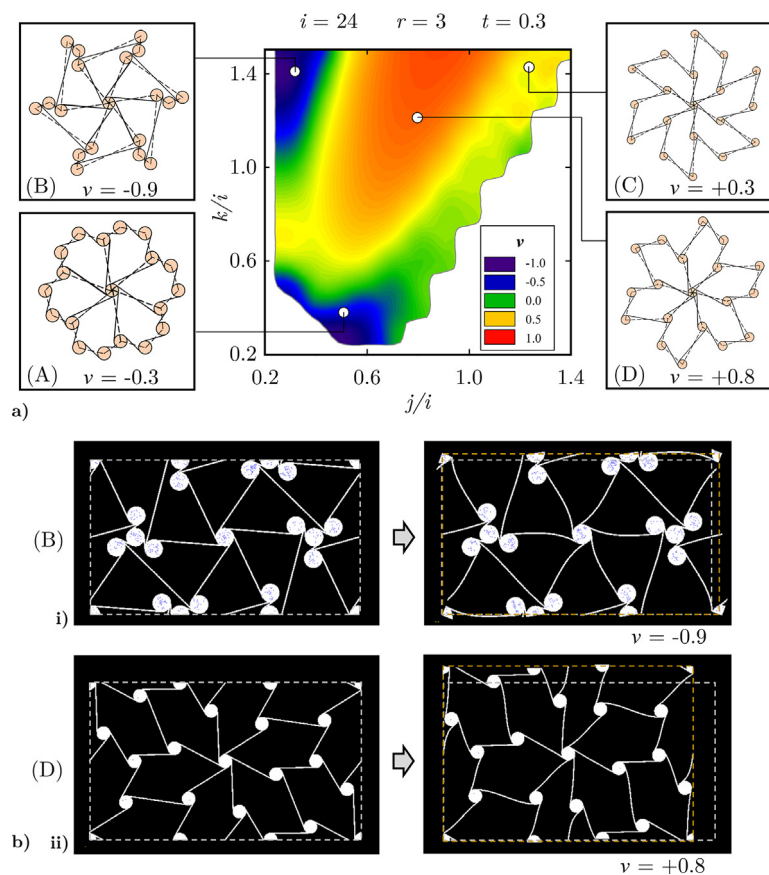 i = 24 r = 3 t = 0.3
(B) ν = -0.9
(A) ν = -0.3
(C) ν = +0.3
(D) ν = +0.8
k/i
1.4
1.0
0.6
0.2
0.2 0.6 1.0 1.4
j/i
ν
-1.0
-0.5
0.0
0.5
1.0
a)
(B)
i)
ν = -0.9
(D)
b) ii)
ν = +0.8